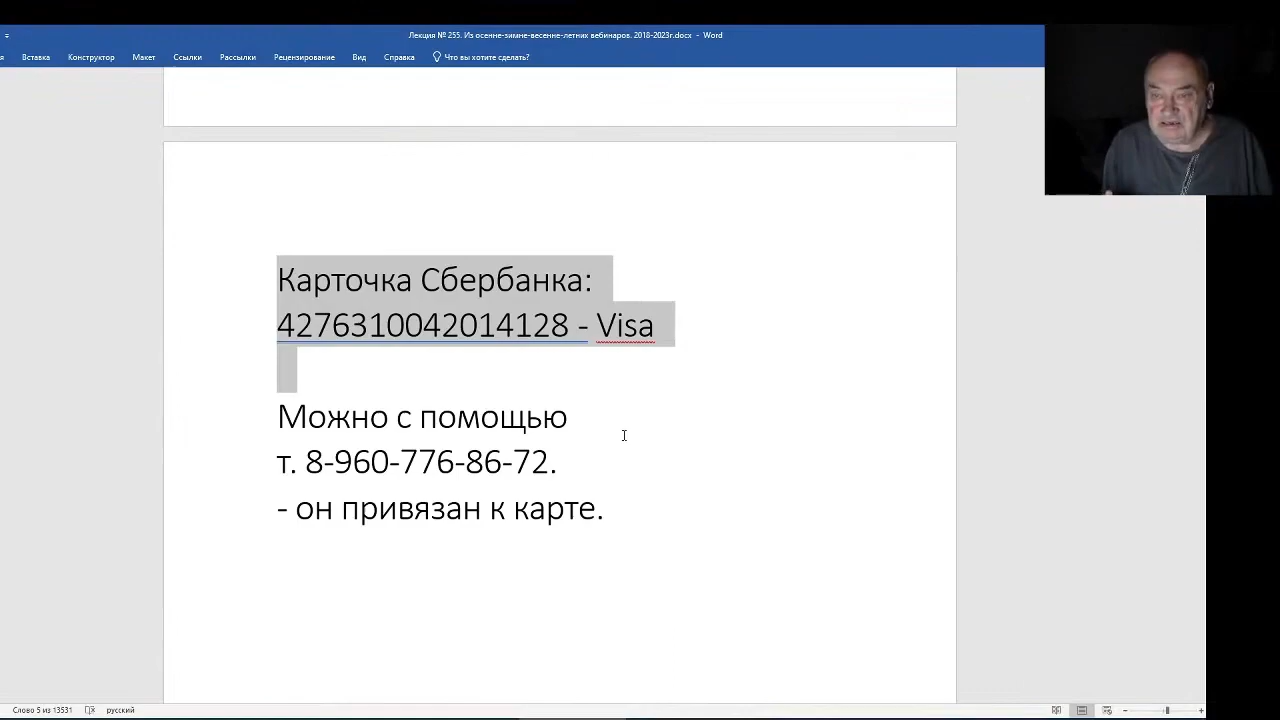 Лекция № 255. Из осенне-зимне-весенне-летних вебинаров. 2018-2023г.docx - Word
я Вставка Конструктор Макет Ссылки Рассылки Рецензирование Вид Справка Что вы хотите сделать?
Карточка Сбербанка:
4276310042014128 - Visa
Можно с помощью
т. 8-960-776-86-72.
- он привязан к карте.
Слово 5 из 13531 русский